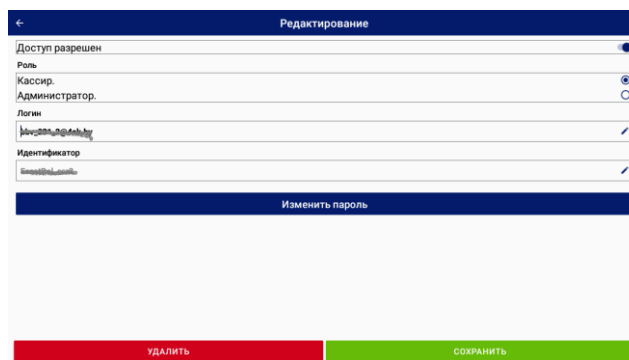 Редактирование
Доступ разрешен
Роль
Кассир.
Администратор.
Логин
Идентификатор
Изменить пароль
УДАЛИТЬ
СОХРАНИТЬ